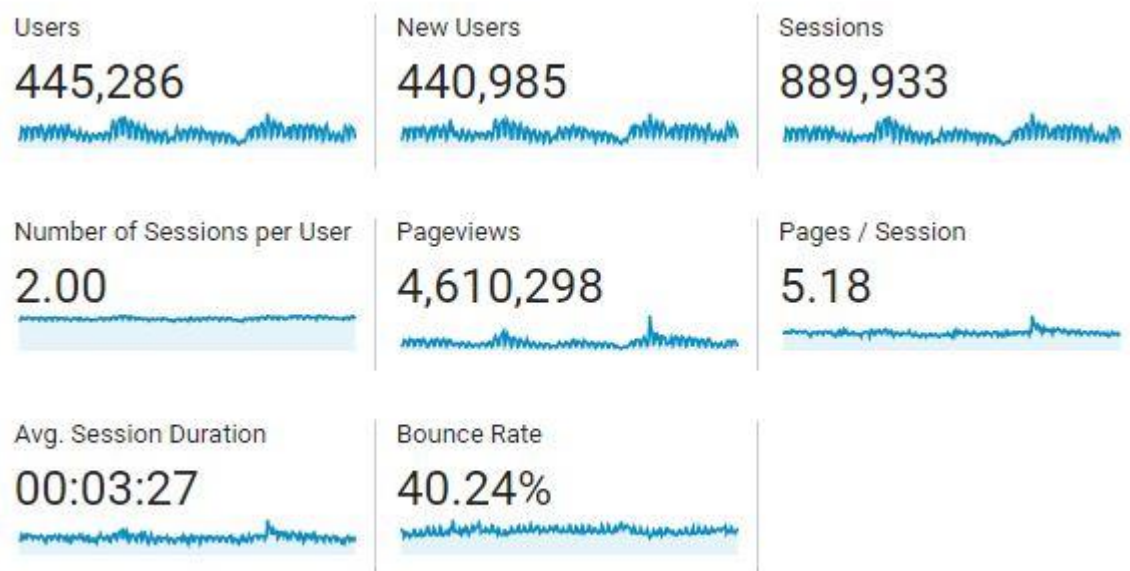 Users
445,286
New Users
440,985
Sessions
889,933
Number of Sessions per User
2.00
Pageviews
4,610,298
Pages / Session
5.18
Avg. Session Duration
00:03:27
Bounce Rate
40.24%